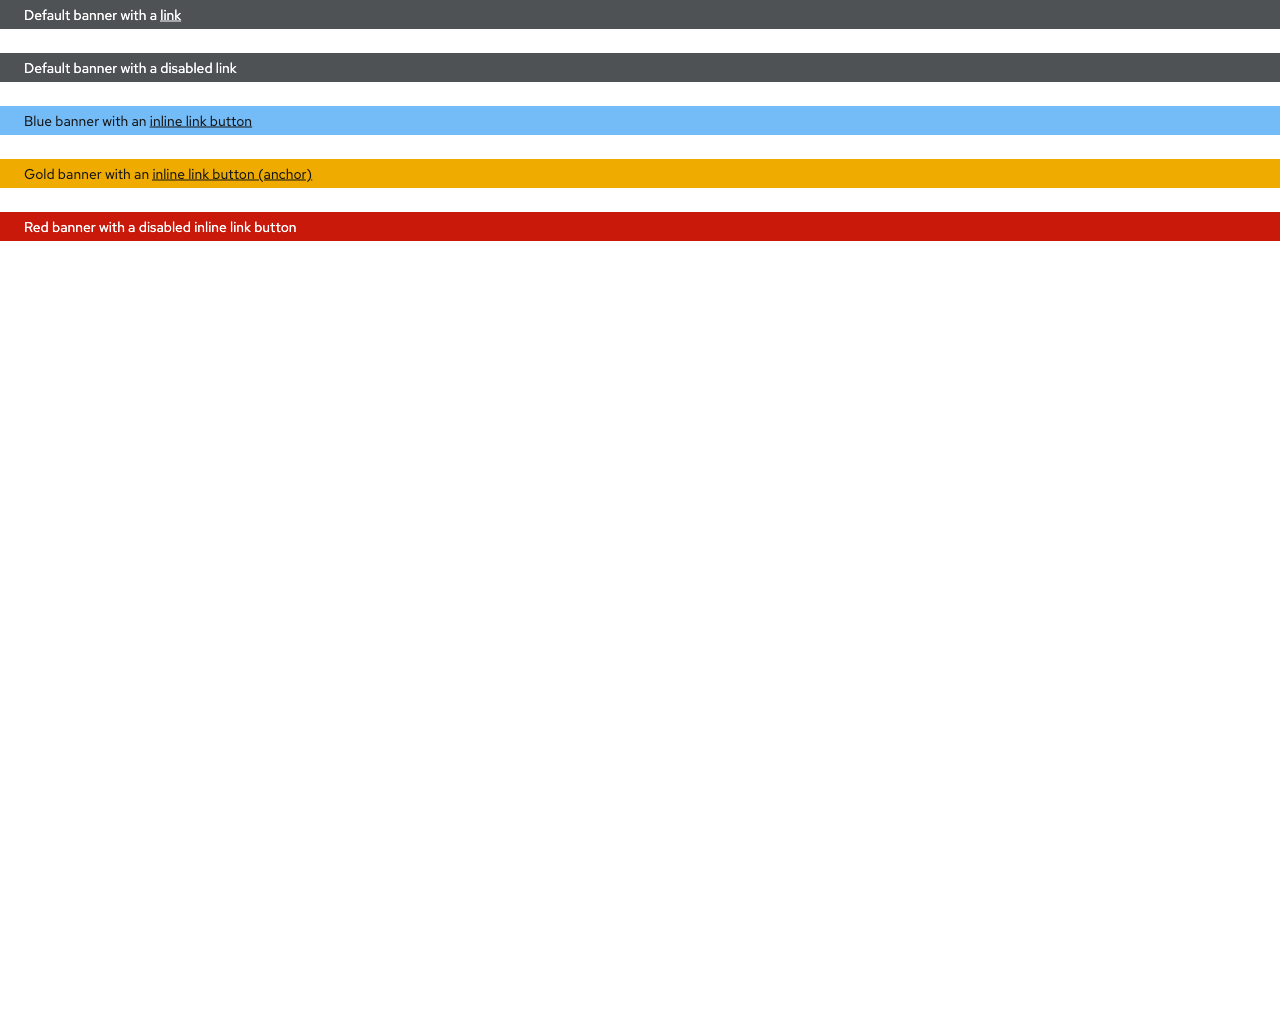 Default banner with a link
Default banner with a disabled link
Blue banner with an inline link button
Gold banner with an inline link button (anchor)
Red banner with a disabled inline link button